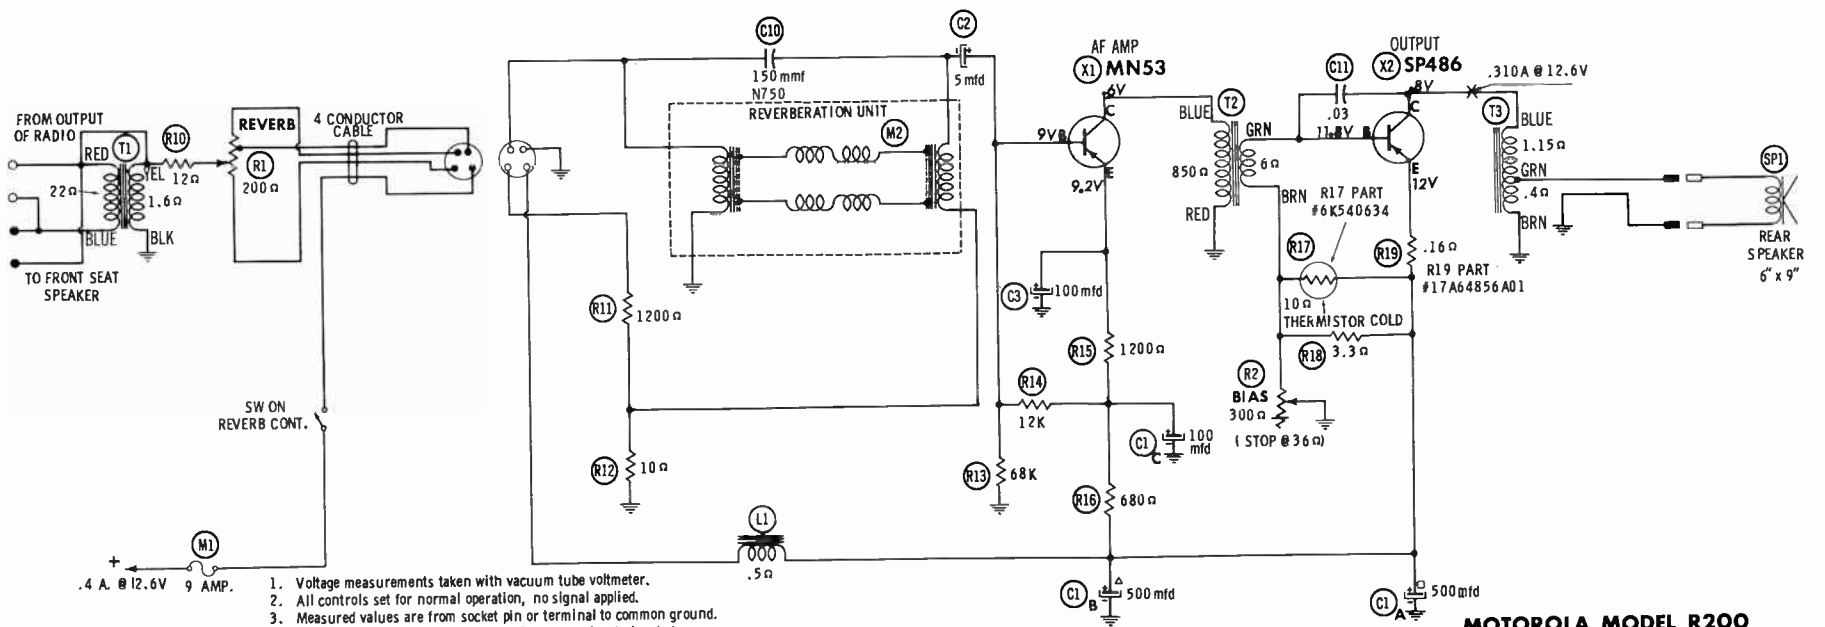 FROM OUTPUT
OF RADIO
T1
RED
22Ω
YEL
1.6Ω
BLUE
BLK
TO FRONT SEAT
SPEAKER
R10
12Ω
REVERB
R1
200Ω
4 CONDUCTOR
CABLE
SW ON
REVERB CONT.
+
.4 A. @ 12.6V
M1
9 AMP.
C10
150 mmf
N750
C2
5 mfd
REVERBERATION UNIT
M2
R11
1200Ω
R12
10Ω
L1
.5Ω
AF AMP
X1 MN53
.6V
C
9V B
E
9.2V
C3
100 mfd
R15
1200Ω
R14
12K
R13
68K
C1
C
100
mfd
R16
680Ω
C1
B
500 mfd
BLUE
T2
850Ω
RED
GRN
6Ω
BRN
C11
.03
OUTPUT
X2 SP486
.8V
C
11.8V B
E
12V
.310A @ 12.6V
T3
BLUE
1.15Ω
GRN
.4Ω
BRN
R17 PART
#6K540634
R17
10Ω
THERMISTOR COLD
R19
.16Ω
R19 PART
#17A64856A01
R18
3.3Ω
R2
BIAS
300Ω
( STOP @ 36Ω)
C1
A
500mfd
SP1
REAR
SPEAKER
6" x 9"
1. Voltage measurements taken with vacuum tube voltmeter.
2. All controls set for normal operation, no signal applied.
3. Measured values are from socket pin or terminal to common ground.
MOTOROLA MODEL R200